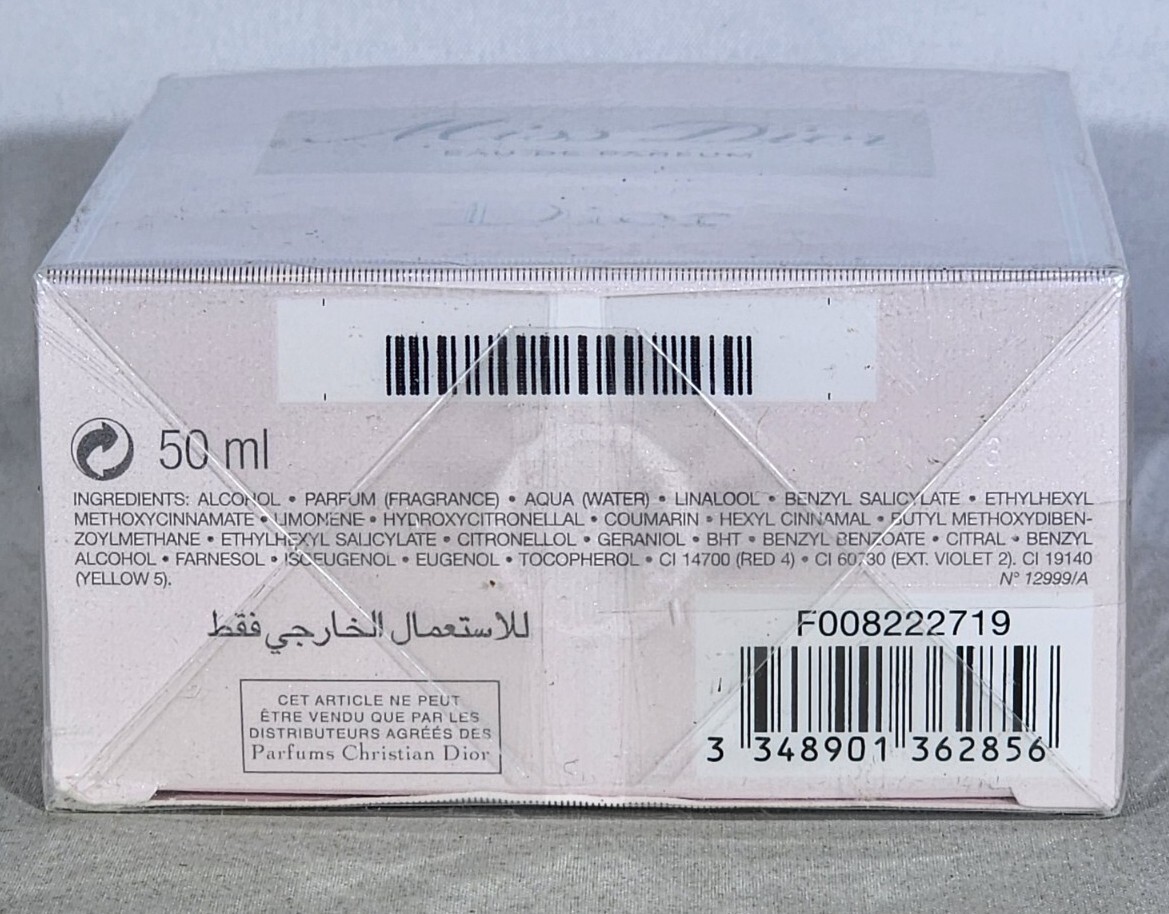 Miss Dior
EAU DE PARFUM
Dior
50 ml
INGREDIENTS: ALCOHOL • PARFUM (FRAGRANCE) • AQUA (WATER) • LINALOOL • BENZYL SALICYLATE • ETHYLHEXYL
METHOXYCINNAMATE • LIMONENE • HYDROXYCITRONELLAL • COUMARIN • HEXYL CINNAMAL • BUTYL METHOXYDIBEN-
ZOYLMETHANE • ETHYLHEXYL SALICYLATE • CITRONELLOL • GERANIOL • BHT • BENZYL BENZOATE • CITRAL • BENZYL
ALCOHOL • FARNESOL • ISOEUGENOL • EUGENOL • TOCOPHEROL • CI 14700 (RED 4) • CI 60730 (EXT. VIOLET 2). CI 19140
(YELLOW 5).
N° 12999/A
للاستعمال الخارجي فقط
CET ARTICLE NE PEUT
ÊTRE VENDU QUE PAR LES
DISTRIBUTEURS AGRÉÉS DES
Parfums Christian Dior
F008222719
3 348901 362856